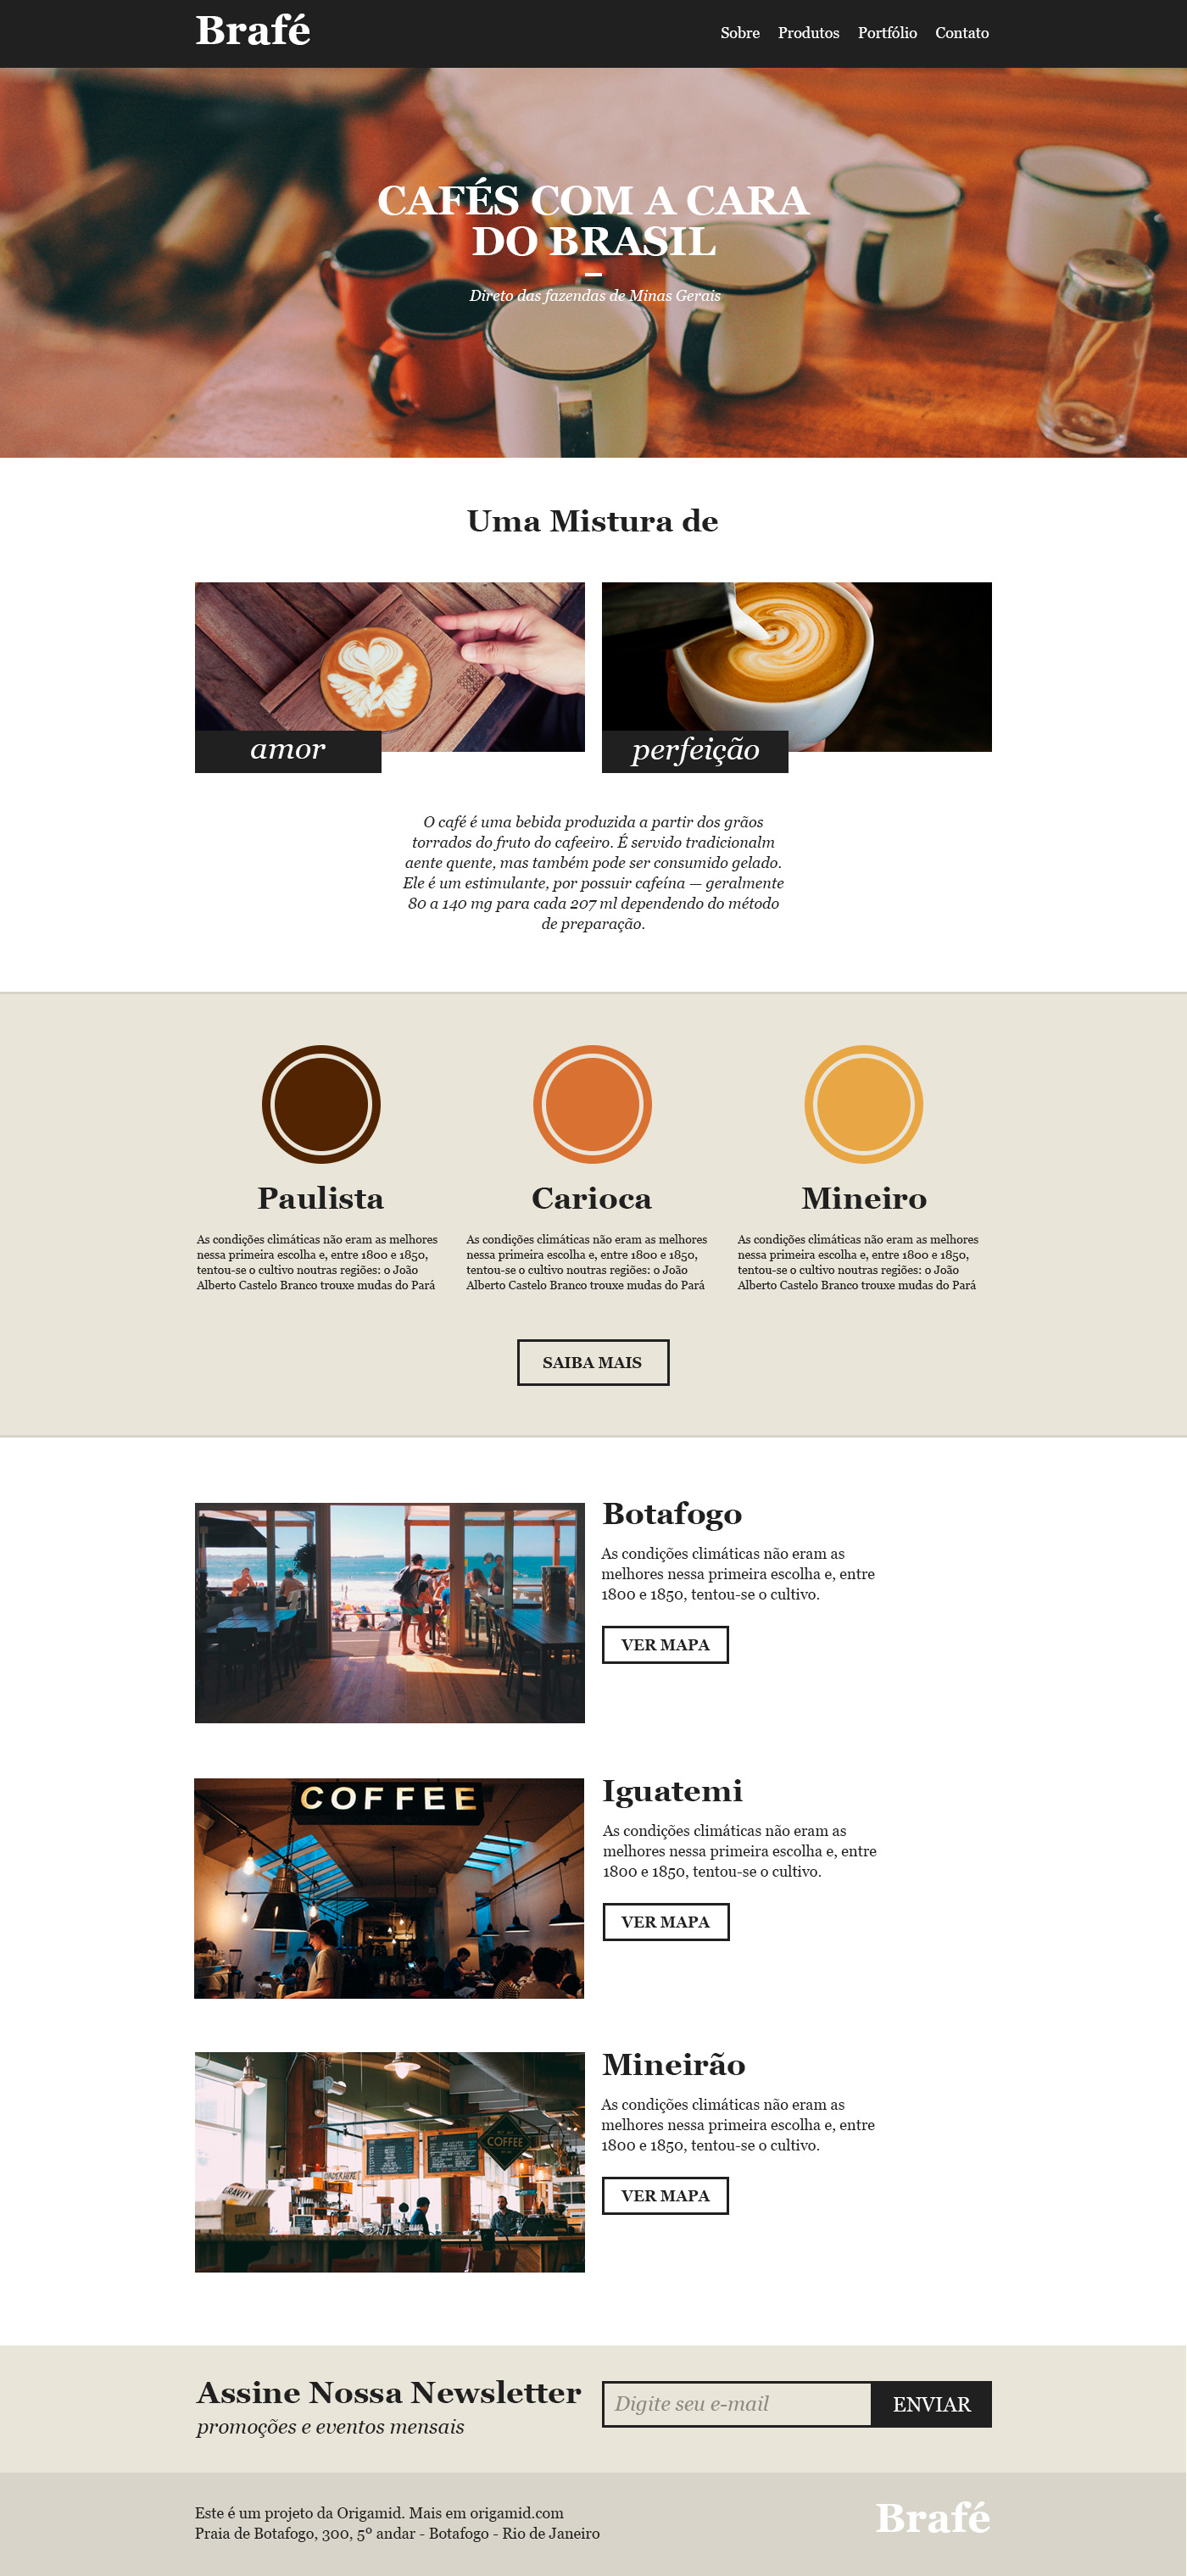 Brafé
Sobre Produtos Portfólio Contato
CAFÉS COM A CARA
DO BRASIL
Direto das fazendas de Minas Gerais
Uma Mistura de
amor
perfeição
O café é uma bebida produzida a partir dos grãos
torrados do fruto do cafeeiro. É servido tradicionalm
aente quente, mas também pode ser consumido gelado.
Ele é um estimulante, por possuir cafeína — geralmente
80 a 140 mg para cada 207 ml dependendo do método
de preparação.
Paulista
As condições climáticas não eram as melhores
nessa primeira escolha e, entre 1800 e 1850,
tentou-se o cultivo noutras regiões: o João
Alberto Castelo Branco trouxe mudas do Pará
Carioca
As condições climáticas não eram as melhores
nessa primeira escolha e, entre 1800 e 1850,
tentou-se o cultivo noutras regiões: o João
Alberto Castelo Branco trouxe mudas do Pará
Mineiro
As condições climáticas não eram as melhores
nessa primeira escolha e, entre 1800 e 1850,
tentou-se o cultivo noutras regiões: o João
Alberto Castelo Branco trouxe mudas do Pará
SAIBA MAIS
Botafogo
As condições climáticas não eram as
melhores nessa primeira escolha e, entre
1800 e 1850, tentou-se o cultivo.
VER MAPA
COFFEE
Iguatemi
As condições climáticas não eram as
melhores nessa primeira escolha e, entre
1800 e 1850, tentou-se o cultivo.
VER MAPA
COFFEE
GRAVITY
Mineirão
As condições climáticas não eram as
melhores nessa primeira escolha e, entre
1800 e 1850, tentou-se o cultivo.
VER MAPA
Assine Nossa Newsletter
promoções e eventos mensais
Digite seu e-mail
ENVIAR
Este é um projeto da Origamid. Mais em origamid.com
Praia de Botafogo, 300, 5º andar - Botafogo - Rio de Janeiro
Brafé